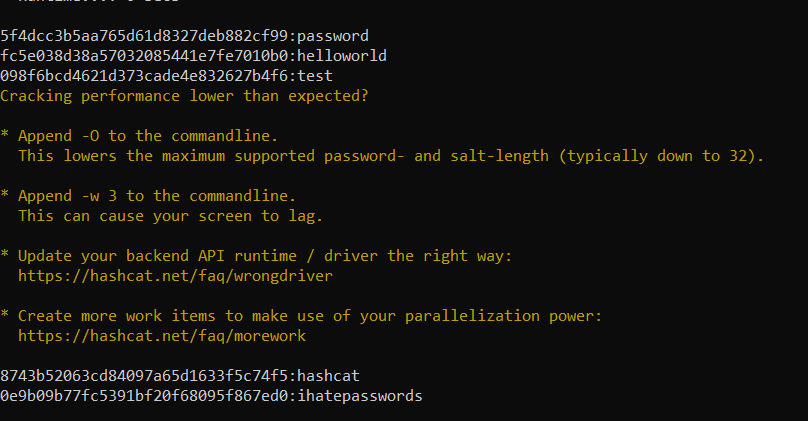 5f4dcc3b5aa765d61d8327deb882cf99:password
fc5e038d38a57032085441e7fe7010b0:helloworld
098f6bcd4621d373cade4e832627b4f6:test
Cracking performance lower than expected?
* Append -O to the commandline.
This lowers the maximum supported password- and salt-length (typically down to 32).
* Append -w 3 to the commandline.
This can cause your screen to lag.
* Update your backend API runtime / driver the right way:
https://hashcat.net/faq/wrongdriver
* Create more work items to make use of your parallelization power:
https://hashcat.net/faq/morework
8743b52063cd84097a65d1633f5c74f5:hashcat
0e9b09b77fc5391bf20f68095f867ed0:ihatepasswords